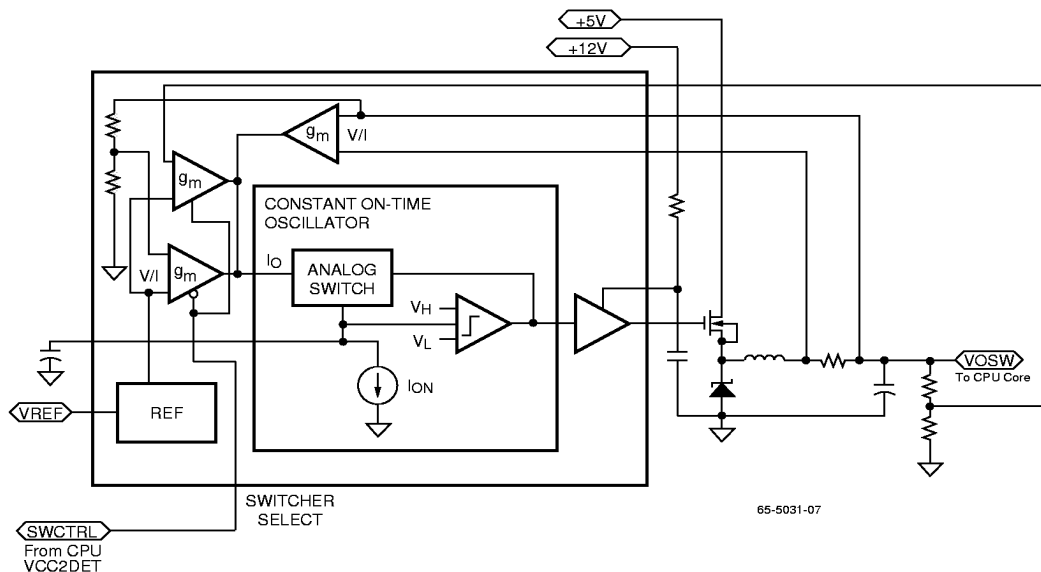 +5V
+12V
V/I
gm
gm
CONSTANT ON-TIME
OSCILLATOR
V/I
gm
IO
ANALOG
SWITCH
VH
VL
ION
VREF
REF
VOSW
To CPU Core
SWITCHER
SELECT
65-5031-07
SWCTRL
From CPU
VCC2DET